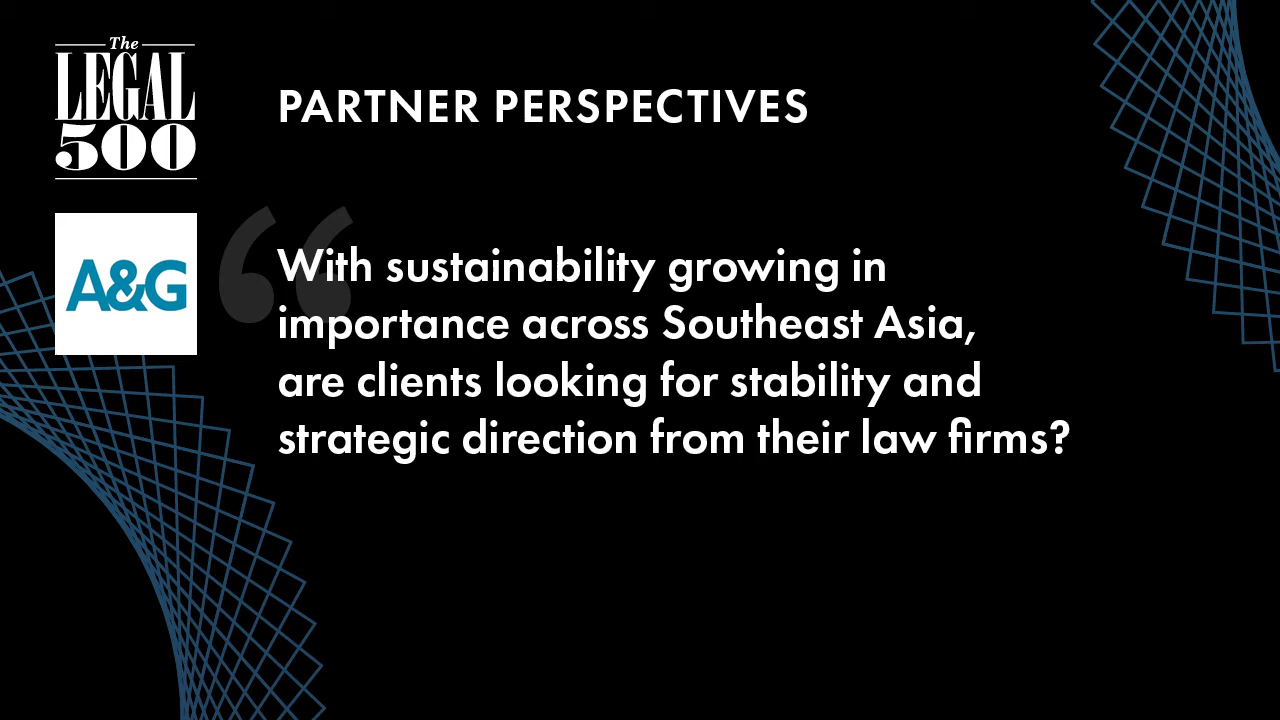 The
LEGAL
500
PARTNER PERSPECTIVES
A&G
“
With sustainability growing in
importance across Southeast Asia,
are clients looking for stability and
strategic direction from their law firms?